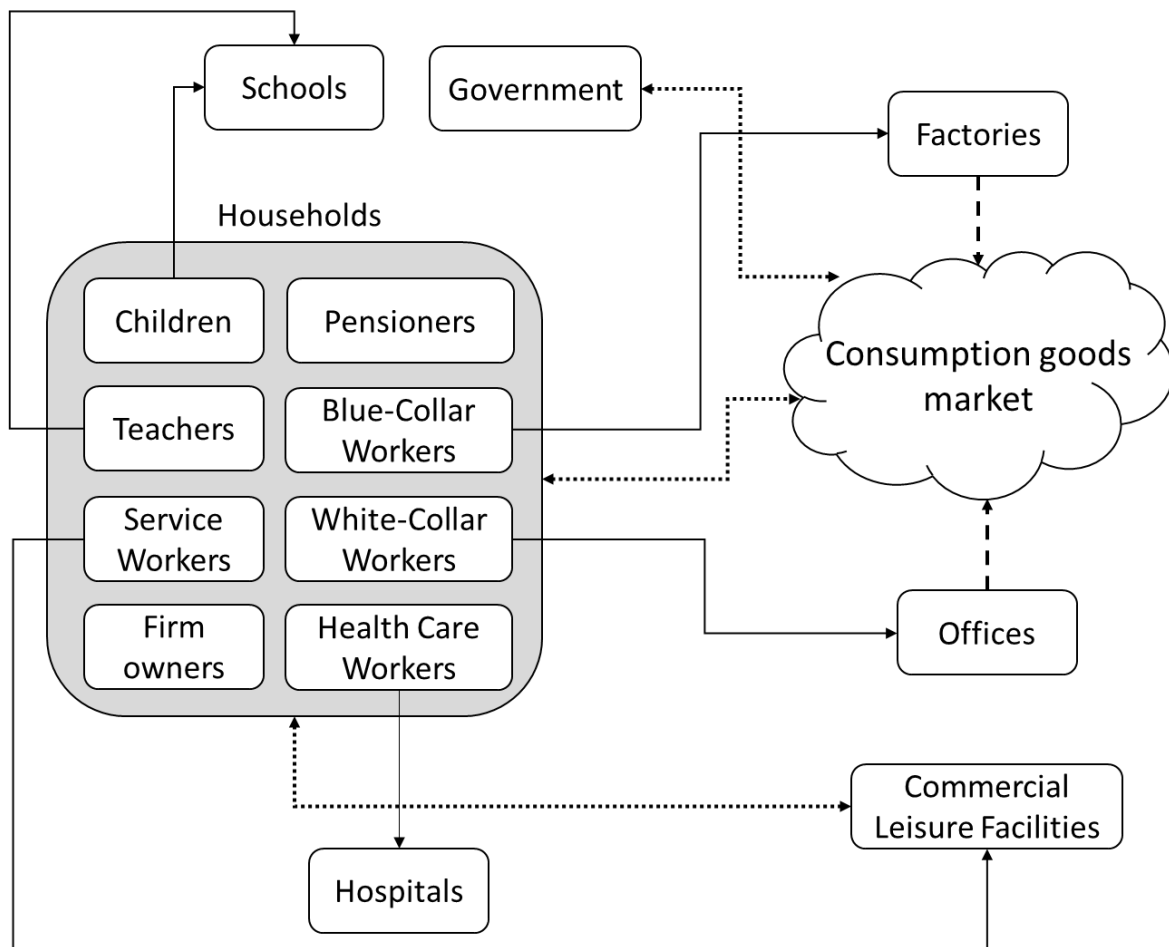 Schools
Government
Factories
Households
Children
Pensioners
Consumption goods
market
Teachers
Blue-Collar
Workers
Service
Workers
White-Collar
Workers
Firm
owners
Health Care
Workers
Offices
Commercial
Leisure Facilities
Hospitals